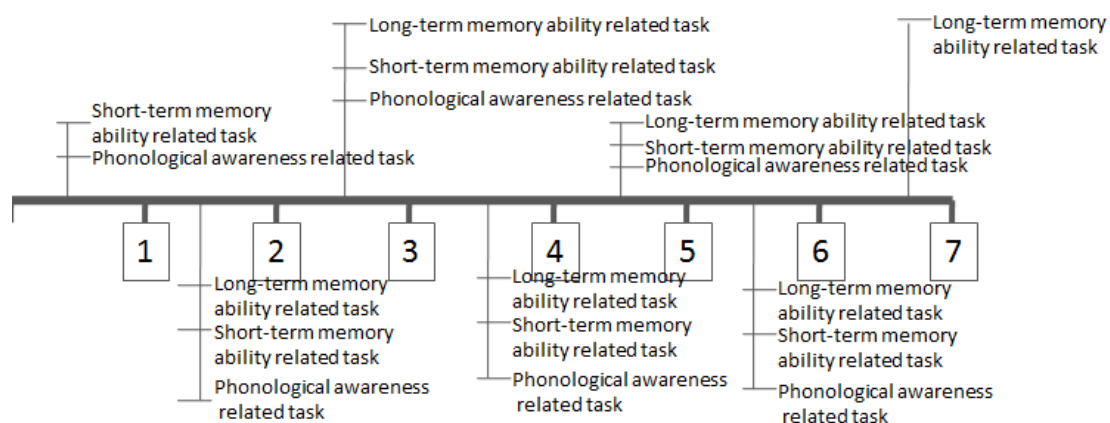 Long-term memory ability related task
Short-term memory ability related task
Phonological awareness related task
Long-term memory
ability related task
Short-term memory
ability related task
Phonological awareness related task
Long-term memory ability related task
Short-term memory ability related task
Phonological awareness related task
1
2
3
4
5
6
7
Long-term memory
ability related task
Short-term memory
ability related task
Phonological awareness
related task
Long-term memory
ability related task
Short-term memory
ability related task
Phonological awareness
related task
Long-term memory
ability related task
Short-term memory
ability related task
Phonological awareness
related task